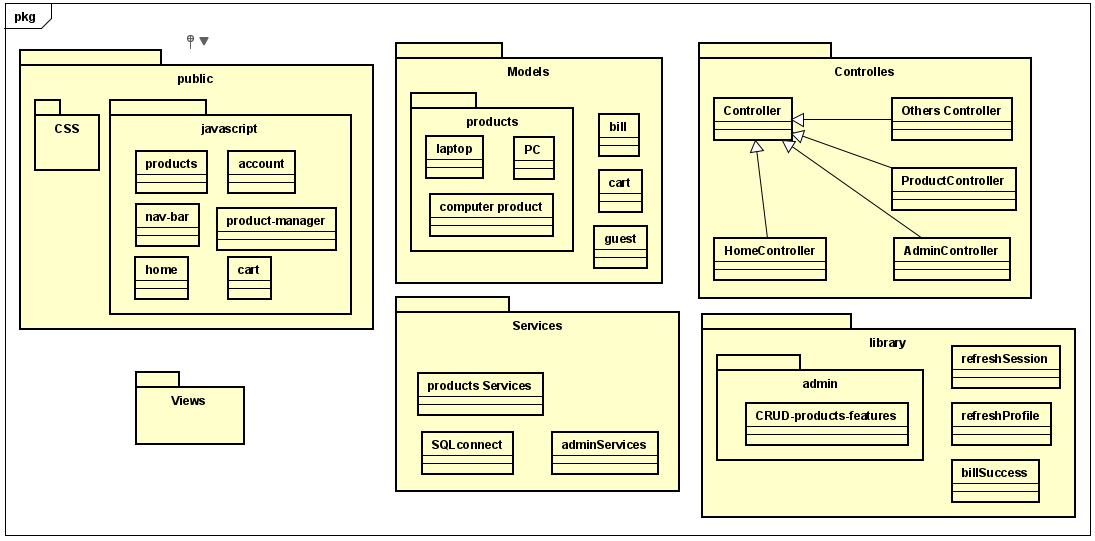 pkg
public
CSS
javascript
products
account
nav-bar
product-manager
home
cart
Views
Models
products
laptop
PC
computer product
bill
cart
guest
Services
products Services
SQLconnect
adminServices
Controlles
Controller
Others Controller
ProductController
HomeController
AdminController
library
admin
CRUD-products-features
refreshSession
refreshProfile
billSuccess